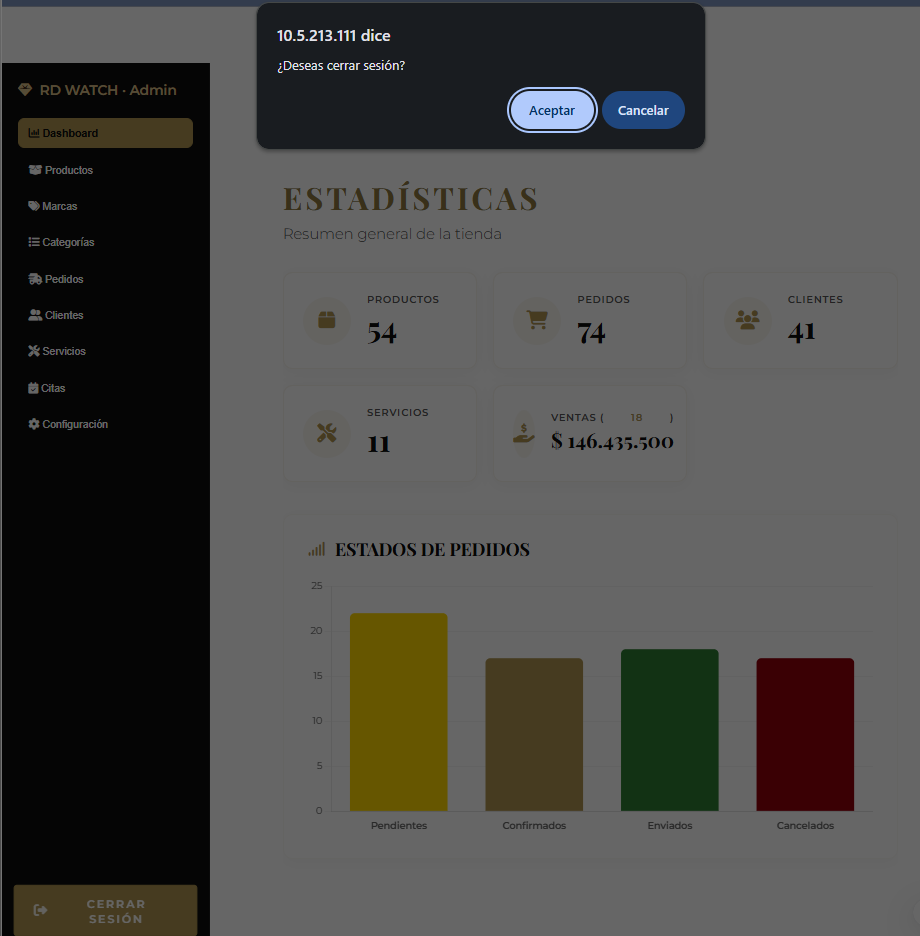 10.5.213.111 dice
¿Deseas cerrar sesión?
Aceptar
Cancelar
RD WATCH · Admin
Dashboard
Productos
Marcas
Categorías
Pedidos
Clientes
Servicios
Citas
Configuración
CERRAR
SESIÓN
ESTADÍSTICAS
Resumen general de la tienda
PRODUCTOS
54
PEDIDOS
74
CLIENTES
41
SERVICIOS
11
VENTAS ( 18 )
$ 146.435.500
ESTADOS DE PEDIDOS
25
20
15
10
5
0
Pendientes
Confirmados
Enviados
Cancelados